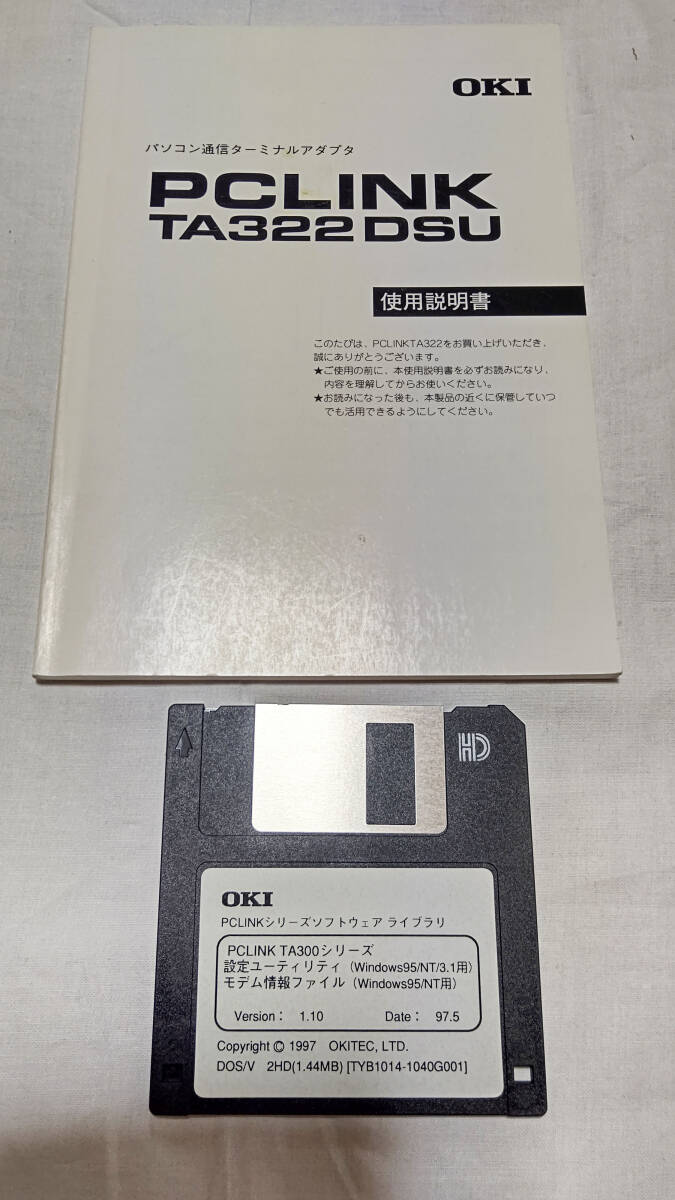 OKI
パソコン通信ターミナルアダプタ
PCLINK
TA322DSU
使用説明書
このたびは、PCLINKTA322をお買い上げいただき、
誠にありがとうございます。
★ご使用の前に、本使用説明書を必ずお読みになり、
内容を理解してからお使いください。
★お読みになった後も、本製品の近くに保管していつ
でも活用できるようにしてください。
HD
OKI
PCLINKシリーズソフトウェア ライブラリ
PCLINK TA300シリーズ
設定ユーティリティ（Windows95/NT/3.1用）
モデム情報ファイル（Windows95/NT用）
Version： 1.10 Date： 97.5
Copyright © 1997 OKITEC, LTD.
DOS/V 2HD(1.44MB) [TYB1014-1040G001]